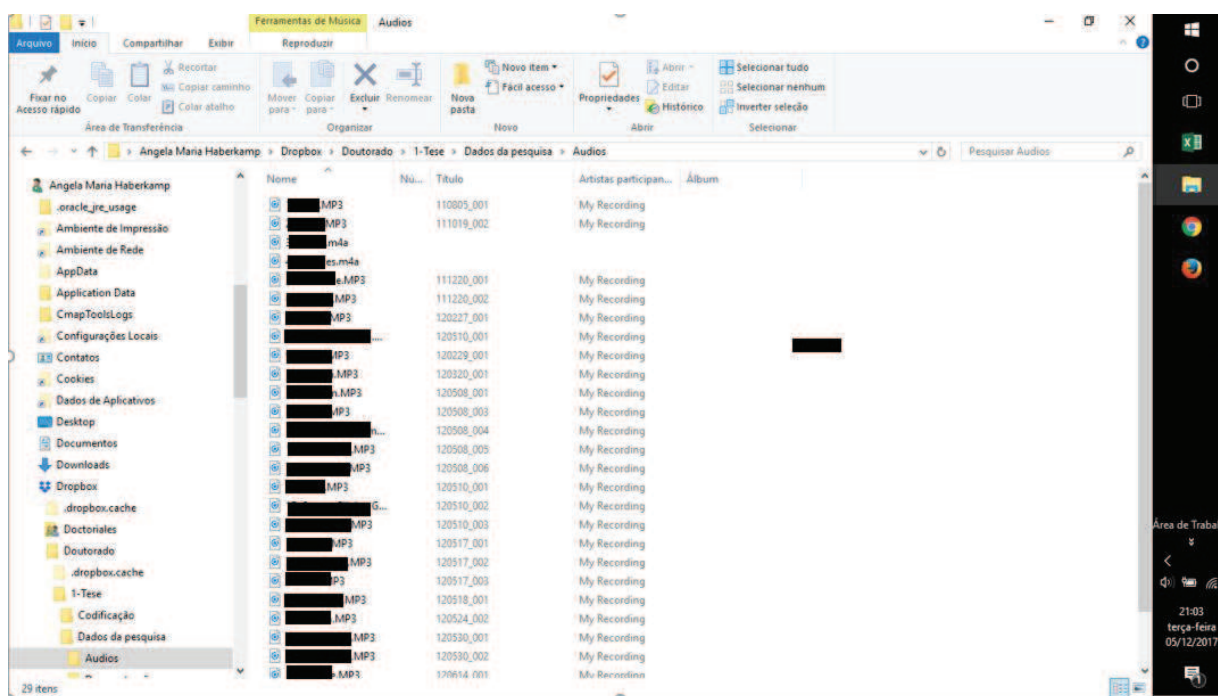 Ferramentas de Música Audios
Arquivo Início Compartilhar Exibir Reproduzir
Fixar no Acesso rápido
Copiar
Colar
Recortar
Copiar caminho
Colar atalho
Mover para
Copiar para
Excluir
Renomear
Nova pasta
Novo item
Fácil acesso
Propriedades
Abrir
Editar
Histórico
Selecionar tudo
Selecionar nenhum
Inverter seleção
Área de Transferência Organizar Novo Abrir Selecionar
Angela Maria Haberkamp > Dropbox > Doutorado > 1-Tese > Dados da pesquisa > Audios
Pesquisar Audios
Angela Maria Haberkamp
.oracle_jre_usage
Ambiente de Impressão
Ambiente de Rede
AppData
Application Data
CmapToolsLogs
Configurações Locais
Contatos
Cookies
Dados de Aplicativos
Desktop
Documentos
Downloads
Dropbox
.dropbox.cache
Doctoriales
Doutorado
.dropbox.cache
1-Tese
Codificação
Dados da pesquisa
Audios
Nome Nú... Título Artistas participan... Álbum
.MP3 110805_001 My Recording
MP3 111019_002 My Recording
.m4a
es.m4a
e.MP3 111220_001 My Recording
.MP3 111220_002 My Recording
MP3 120227_001 My Recording
... 120510_001 My Recording
MP3 120229_001 My Recording
.MP3 120320_001 My Recording
n.MP3 120508_001 My Recording
MP3 120508_003 My Recording
n... 120508_004 My Recording
.MP3 120508_005 My Recording
MP3 120508_006 My Recording
.MP3 120510_001 My Recording
G... 120510_002 My Recording
MP3 120510_003 My Recording
MP3 120517_001 My Recording
.MP3 120517_002 My Recording
MP3 120517_003 My Recording
MP3 120518_001 My Recording
.MP3 120524_002 My Recording
.MP3 120530_001 My Recording
.MP3 120530_002 My Recording
e.MP3 120614_001 My Recording
29 itens
Área de Trabal
21:03
terça-feira
05/12/2017